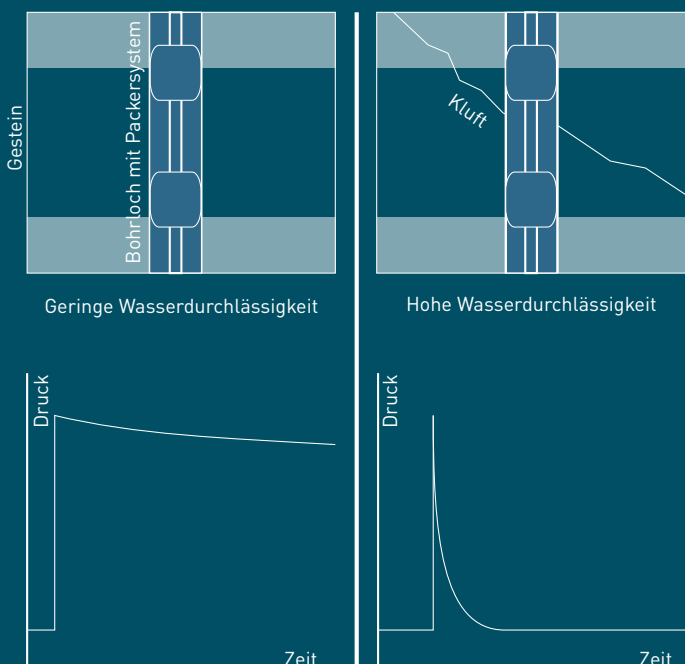 Gestein
Bohrloch mit Packersystem
Kluft
Geringe Wasserdurchlässigkeit
Hohe Wasserdurchlässigkeit
Druck
Zeit
Druck
Zeit